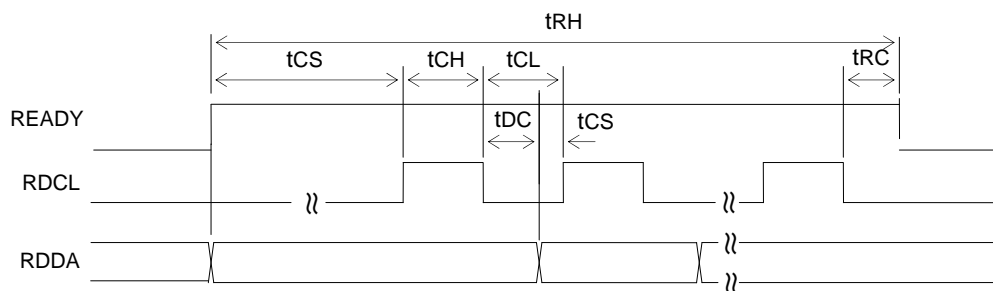 tRH
tCS tCH tCL tRC
READY tDC tCS
RDCL
RDDA